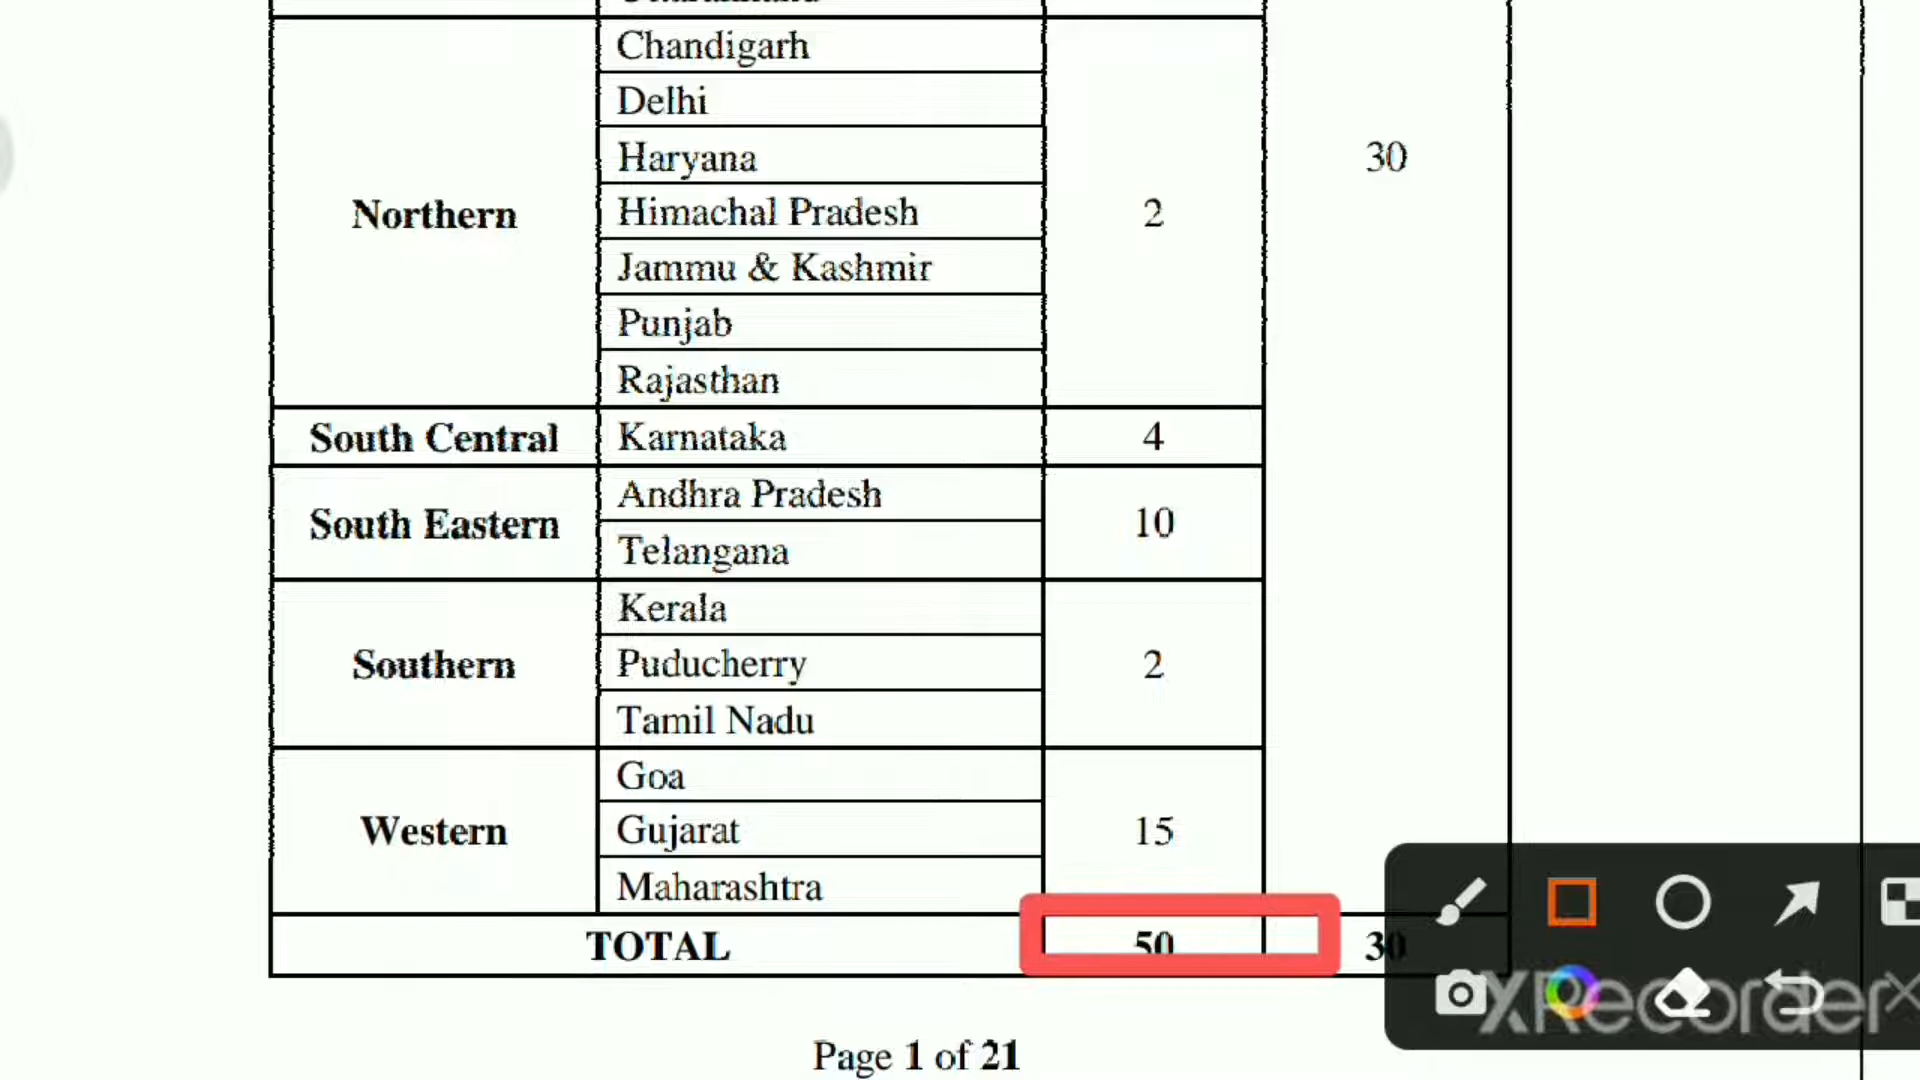 Chandigarh
Delhi
Haryana
30
Northern
Himachal Pradesh
2
Jammu & Kashmir
Punjab
Rajasthan
South Central
Karnataka
4
South Eastern
Andhra Pradesh
10
Telangana
Southern
Kerala
Puducherry
2
Tamil Nadu
Western
Goa
Gujarat
15
Maharashtra
TOTAL
50
30
XRecorder
Page 1 of 21